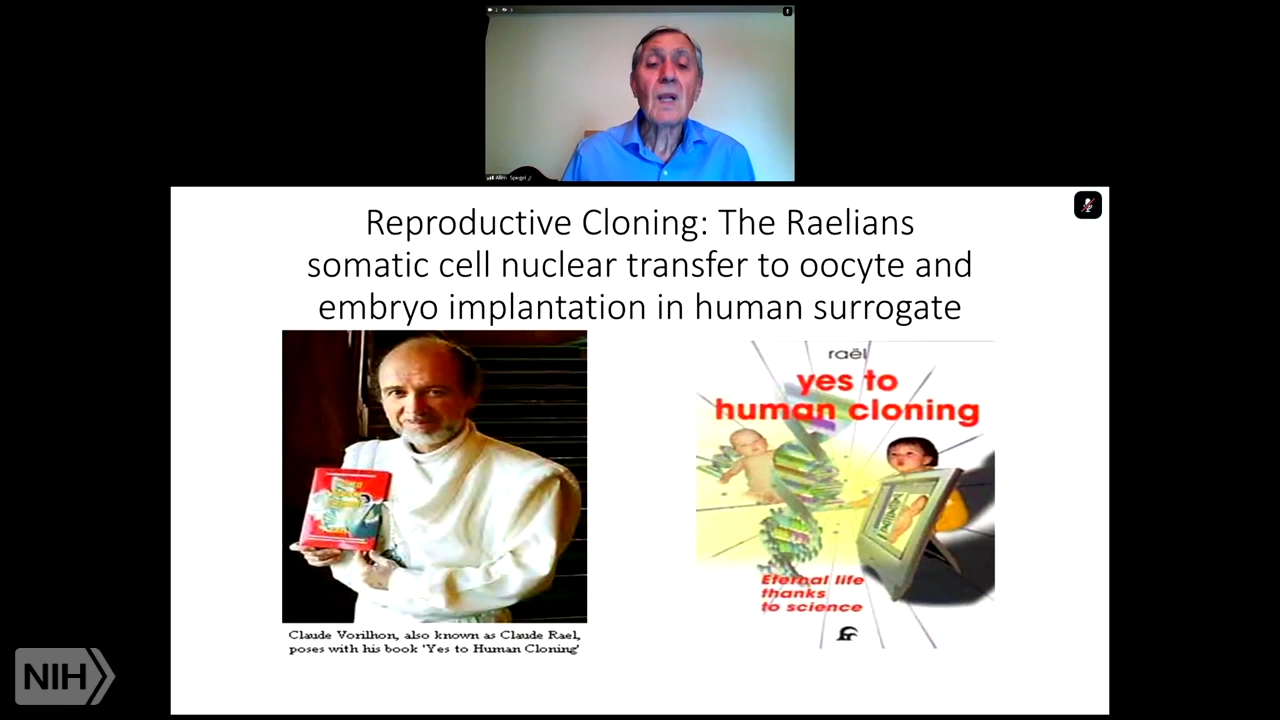 Allen Spiegel
Reproductive Cloning: The Raelians
somatic cell nuclear transfer to oocyte and
embryo implantation in human surrogate
raël
yes to
human cloning
Eternal life
thanks
to science
Claude Vorilhon, also known as Claude Rael,
poses with his book 'Yes to Human Cloning'
NIH